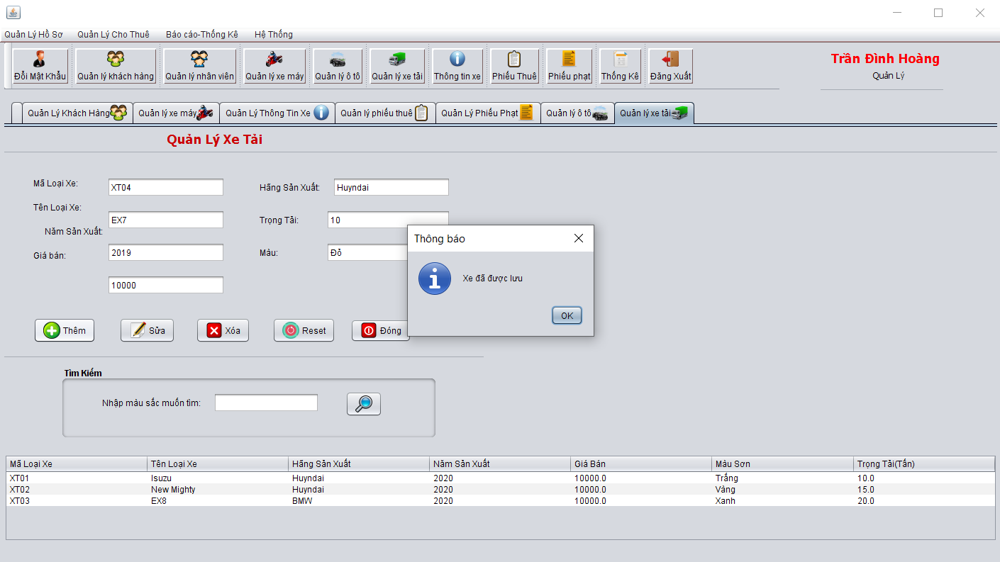 Quản Lý Hồ Sơ Quản Lý Cho Thuê Báo cáo-Thống Kê Hệ Thống
Đổi Mật Khẩu Quản lý khách hàng Quản lý nhân viên Quản lý xe máy Quản lý ô tô Quản lý xe tải Thông tin xe Phiếu Thuê Phiếu phạt Thống Kê Đăng Xuất
Trần Đình Hoàng
Quản Lý
Quản Lý Khách Hàng Quản lý xe máy Quản Lý Thông Tin Xe Quản lý phiếu thuê Quản Lý Phiếu Phạt Quản lý ô tô Quản lý xe tải
Quản Lý Xe Tải
Mã Loại Xe: XT04 Hãng Sản Xuất: Huyndai
Tên Loại Xe: EX7 Trọng Tải: 10
Năm Sản Xuất: 2019 Màu: Đỏ
Giá bán: 10000
Thông báo
Xe đã được lưu
OK
Thêm Sửa Xóa Reset Đóng
Tìm Kiếm
Nhập màu sắc muốn tìm:
Mã Loại Xe Tên Loại Xe Hãng Sản Xuất Năm Sản Xuất Giá Bán Màu Sơn Trọng Tải(Tấn)
XT01 Isuzu Huyndai 2020 10000.0 Trắng 10.0
XT02 New Mighty Huyndai 2020 10000.0 Vàng 15.0
XT03 EX8 BMW 2020 10000.0 Xanh 20.0